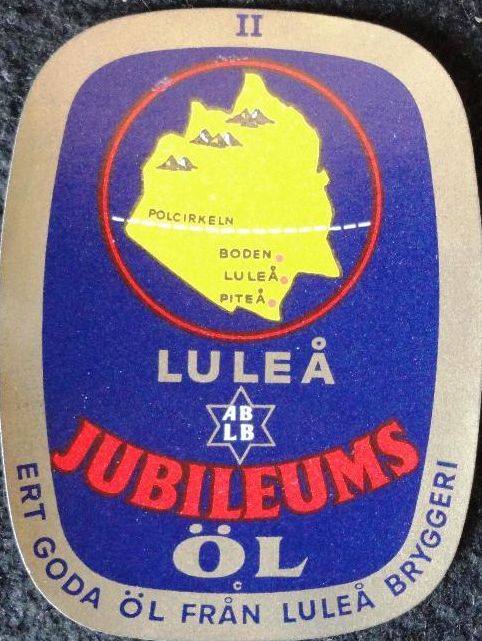 II
POLCIRKELN
BODEN
LULEÅ
PITEÅ
LULEÅ
AB
LB
JUBILEUMS
ÖL
C
ERT GODA ÖL FRÅN LULEÅ BRYGGERI